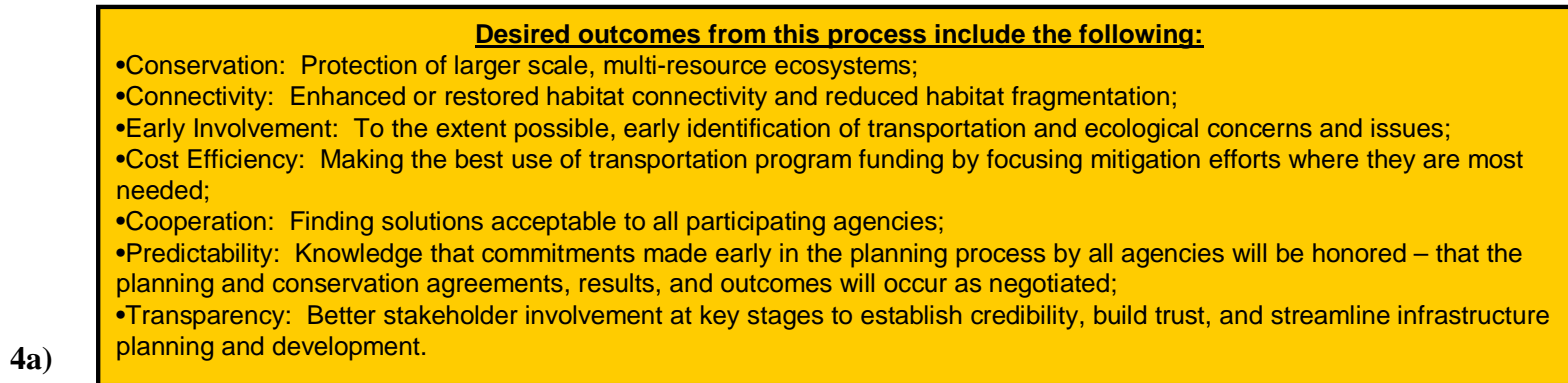 Desired outcomes from this process include the following:
•Conservation:  Protection of larger scale, multi-resource ecosystems;
•Connectivity:  Enhanced or restored habitat connectivity and reduced habitat fragmentation;
•Early Involvement:  To the extent possible, early identification of transportation and ecological concerns and issues;
•Cost Efficiency:  Making the best use of transportation program funding by focusing mitigation efforts where they are most
needed;
•Cooperation:  Finding solutions acceptable to all participating agencies;
•Predictability:  Knowledge that commitments made early in the planning process by all agencies will be honored – that the
planning and conservation agreements, results, and outcomes will occur as negotiated;
•Transparency:  Better stakeholder involvement at key stages to establish credibility, build trust, and streamline infrastructure
planning and development.
4a)